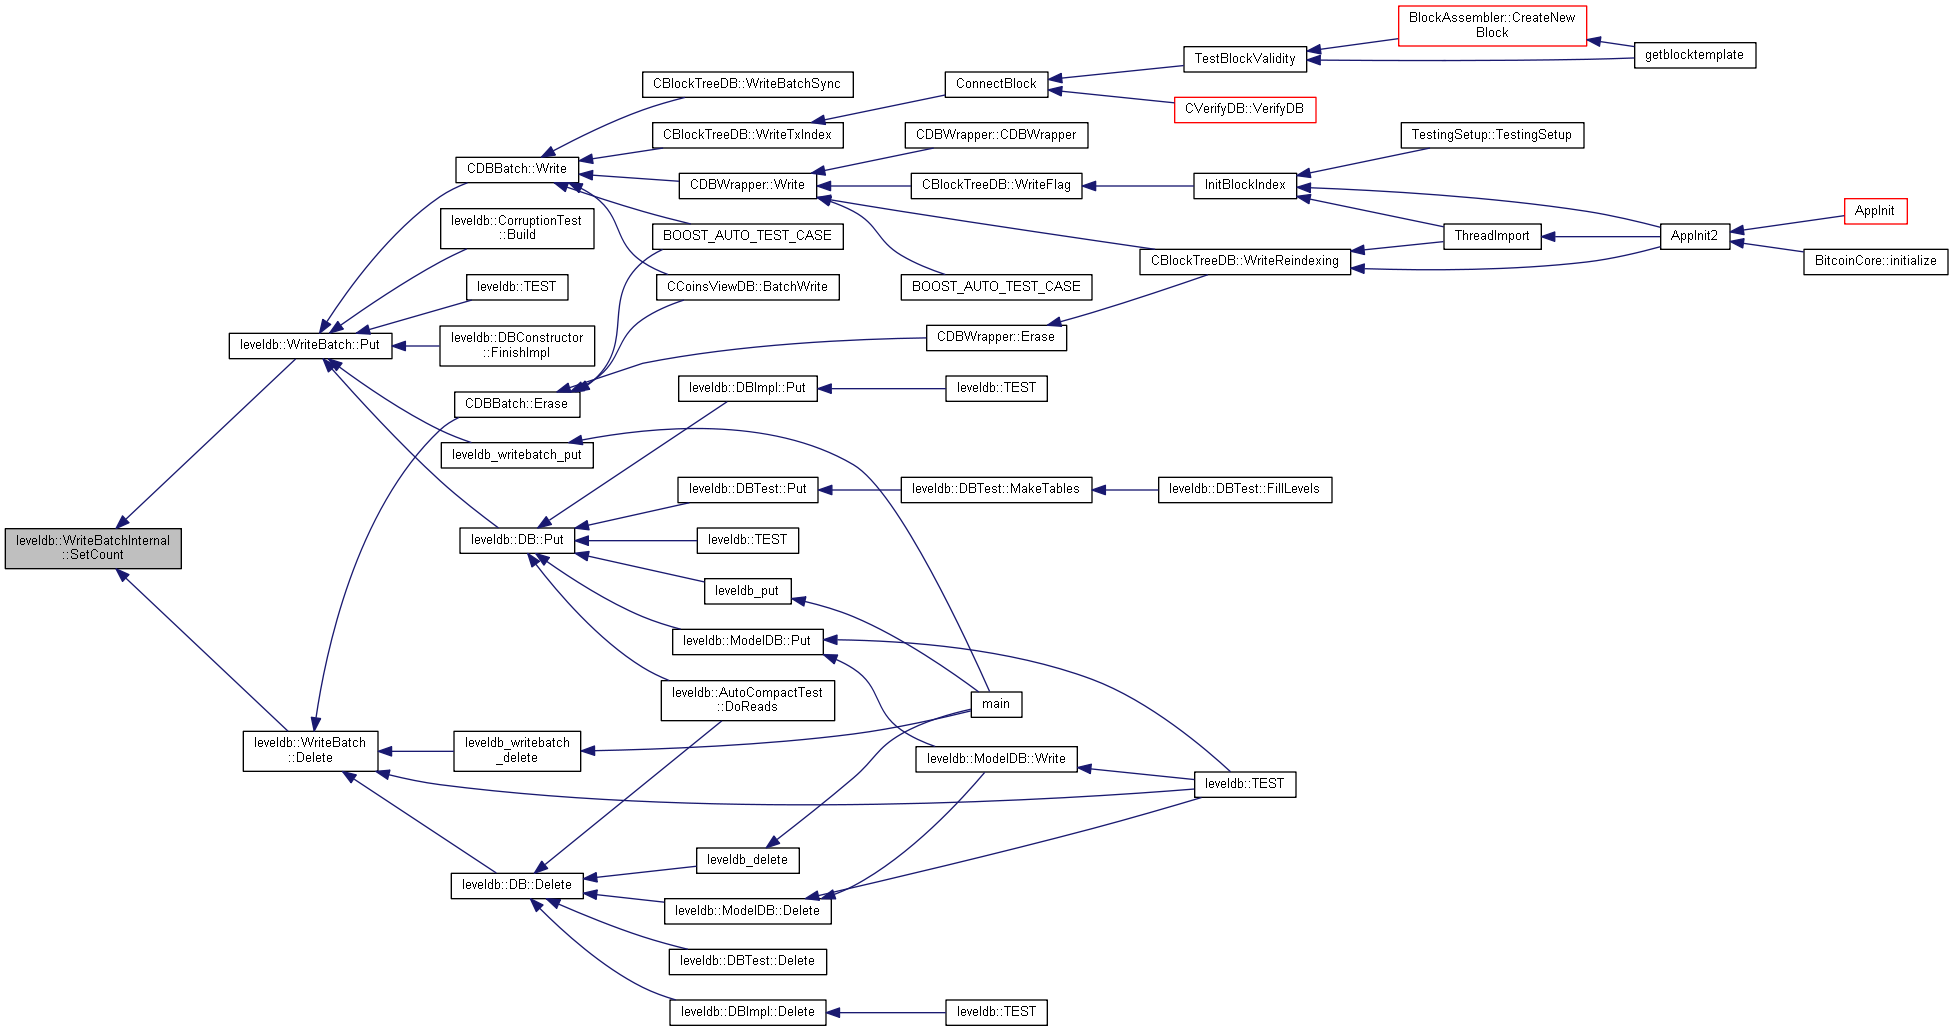 BlockAssembler::CreateNew
Block
getblocktemplate
TestBlockValidity
CBlockTreeDB::WriteBatchSync
ConnectBlock
CVerifyDB::VerifyDB
CBlockTreeDB::WriteTxIndex
CDBWrapper::CDBWrapper
TestingSetup::TestingSetup
CDBBatch::Write
CDBWrapper::Write
CBlockTreeDB::WriteFlag
InitBlockIndex
AppInit
leveldb::CorruptionTest
::Build
BOOST_AUTO_TEST_CASE
ThreadImport
AppInit2
CBlockTreeDB::WriteReindexing
BitcoinCore::initialize
leveldb::TEST
CCoinsViewDB::BatchWrite
BOOST_AUTO_TEST_CASE
leveldb::WriteBatch::Put
leveldb::DBConstructor
::FinishImpl
CDBWrapper::Erase
leveldb::DBImpl::Put
leveldb::TEST
CDBBatch::Erase
leveldb_writebatch_put
leveldb::DBTest::Put
leveldb::DBTest::MakeTables
leveldb::DBTest::FillLevels
leveldb::WriteBatchInternal
::SetCount
leveldb::DB::Put
leveldb::TEST
leveldb_put
leveldb::ModelDB::Put
leveldb::AutoCompactTest
::DoReads
main
leveldb::WriteBatch
::Delete
leveldb_writebatch
_delete
leveldb::ModelDB::Write
leveldb::TEST
leveldb_delete
leveldb::DB::Delete
leveldb::ModelDB::Delete
leveldb::DBTest::Delete
leveldb::DBImpl::Delete
leveldb::TEST